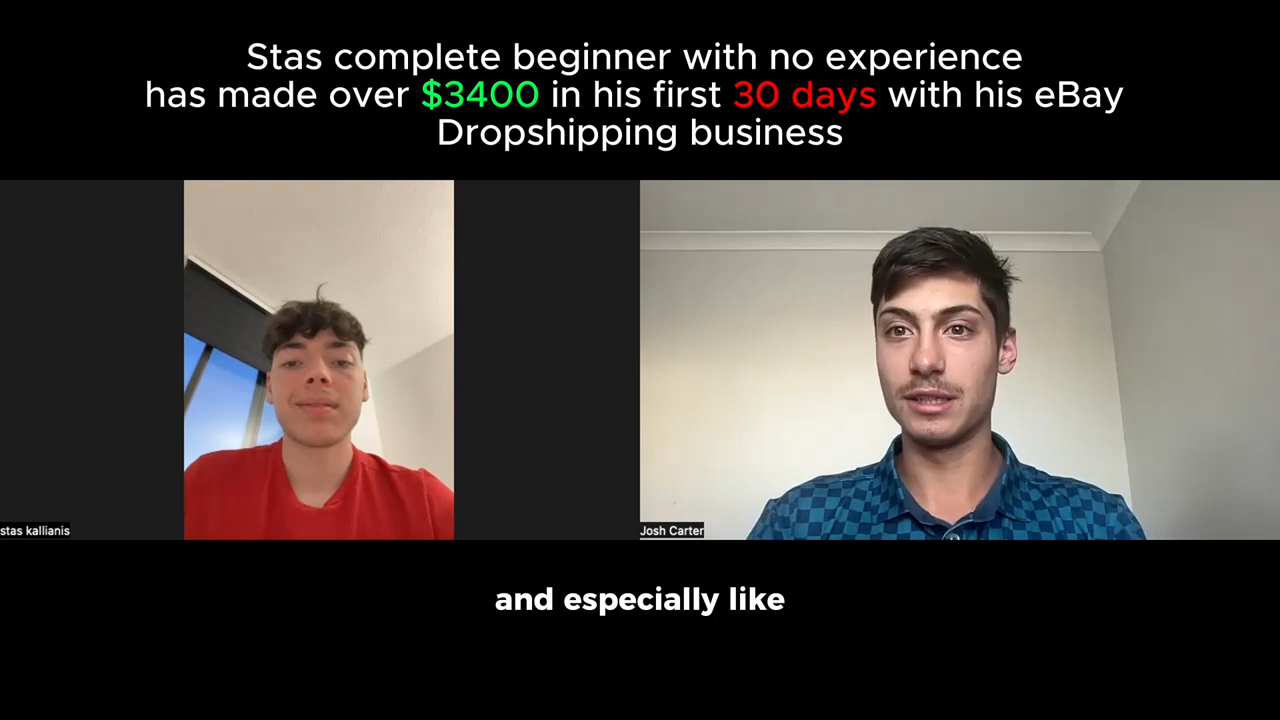 Stas complete beginner with no experience
has made over $3400 in his first 30 days with his eBay
Dropshipping business
stas kallianis
Josh Carter
and especially like